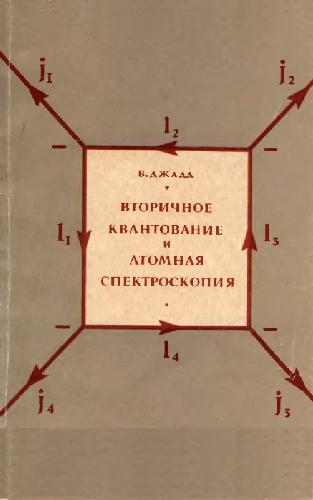 j1
j2
l2
Б. ДЖАДД
ВТОРИЧНОЕ
КВАНТОВАНИЕ
И
АТОМНАЯ
СПЕКТРОСКОПИЯ
l1
l3
l4
j4
j3